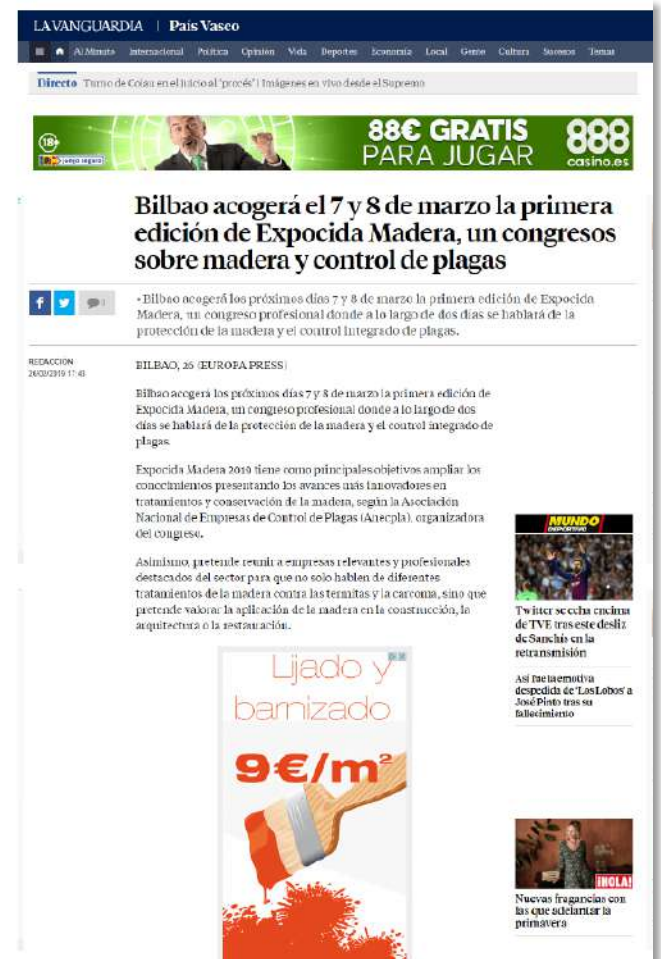 LA VANGUARDIA | País Vasco
Al Minuto Internacional Política Opinión Vida Deportes Economía Local Gente Cultura Sucesos Temas
Directo Turno de Colau en el juicio al 'procés' | Imágenes en vivo desde el Supremo
18+
juego seguro
88€ GRATIS
PARA JUGAR
888
casino.es
Bilbao acogerá el 7 y 8 de marzo la primera
edición de Expocida Madera, un congresos
sobre madera y control de plagas
- Bilbao acogerá los próximos días 7 y 8 de marzo la primera edición de Expocida
Madera, un congreso profesional donde a lo largo de dos días se hablará de la
protección de la madera y el control integrado de plagas.
REDACCIÓN
26/02/2019 11:43
BILBAO, 26 (EUROPA PRESS)
Bilbao acogerá los próximos días 7 y 8 de marzo la primera edición de
Expocida Madera, un congreso profesional donde a lo largo de dos
días se hablará de la protección de la madera y el control integrado de
plagas.
Expocida Madera 2019 tiene como principales objetivos ampliar los
conocimientos presentando los avances más innovadores en
tratamientos y conservación de la madera, según la Asociación
Nacional de Empresas de Control de Plagas (Anecpla), organizadora
del congreso.
Asimismo, pretende reunir a empresas relevantes y profesionales
destacados del sector para que no solo hablen de diferentes
tratamientos de la madera contra las termitas y la carcoma, sino que
pretende valorar la aplicación de la madera en la construcción, la
arquitectura o la restauración.
Lijado y
barnizado
9€/m²
MUNDO
DEPORTIVO
Twitter se echa encima
de TVE tras este desliz
de Sanchís en la
retransmisión
Así fue la emotiva
despedida de 'Los Lobos' a
José Pinto tras su
fallecimiento
¡HOLA!
Nuevas fragancias con
las que adelantar la
primavera